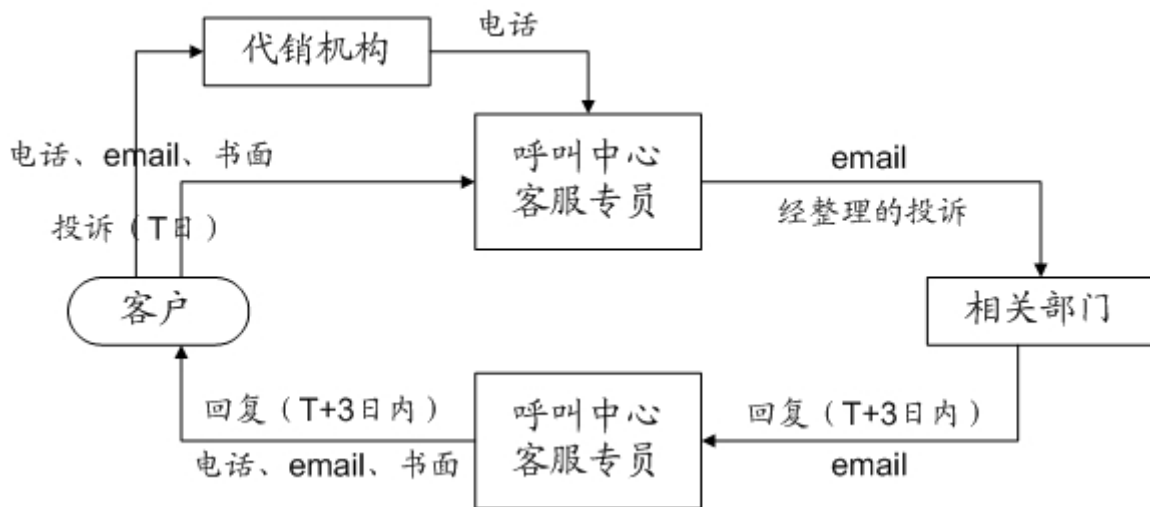 电话
代销机构
呼叫中心
客服专员
电话、email、书面
email
经整理的投诉
投诉（T日）
客户
相关部门
回复（T+3日内）
电话、email、书面
呼叫中心
客服专员
回复（T+3日内）
email